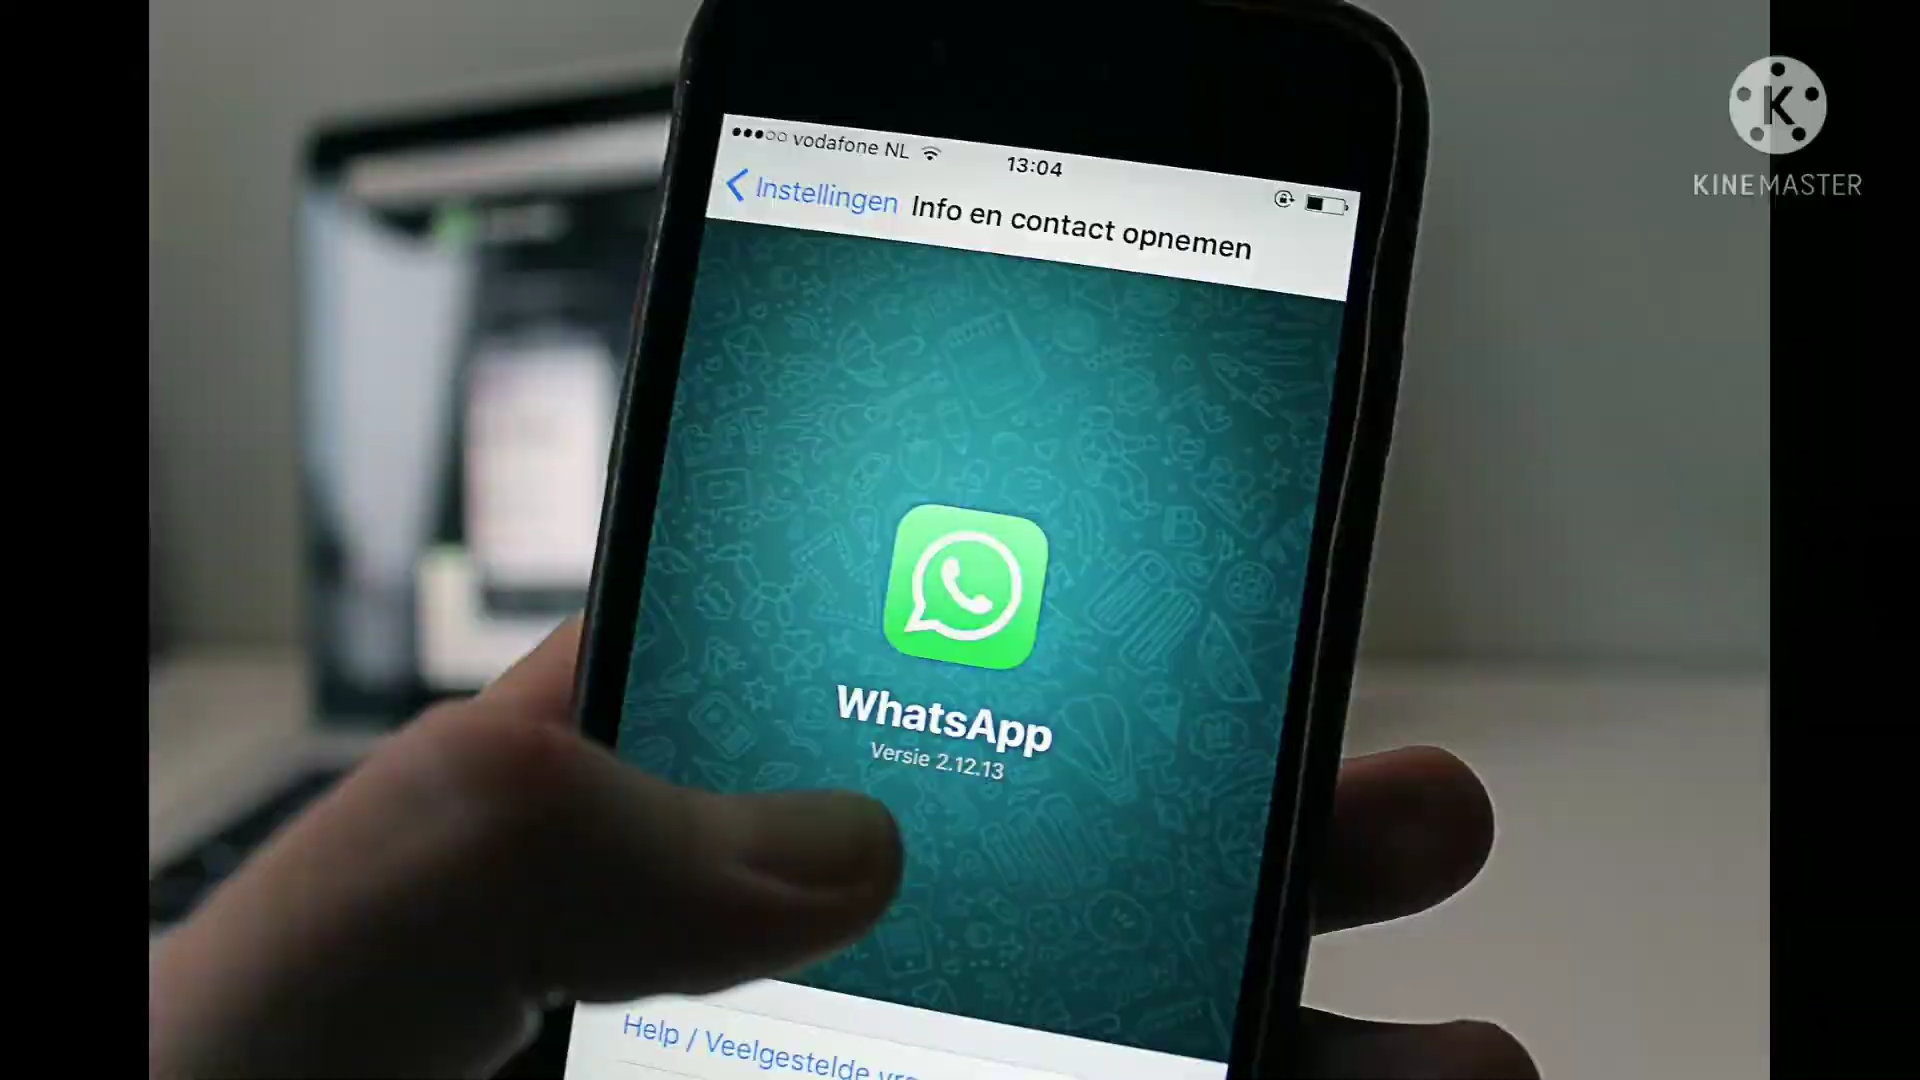 vodafone NL
13:04
Instellingen Info en contact opnemen
WhatsApp
Versie 2.12.13
Help / Veelgestelde
K
KINEMASTER